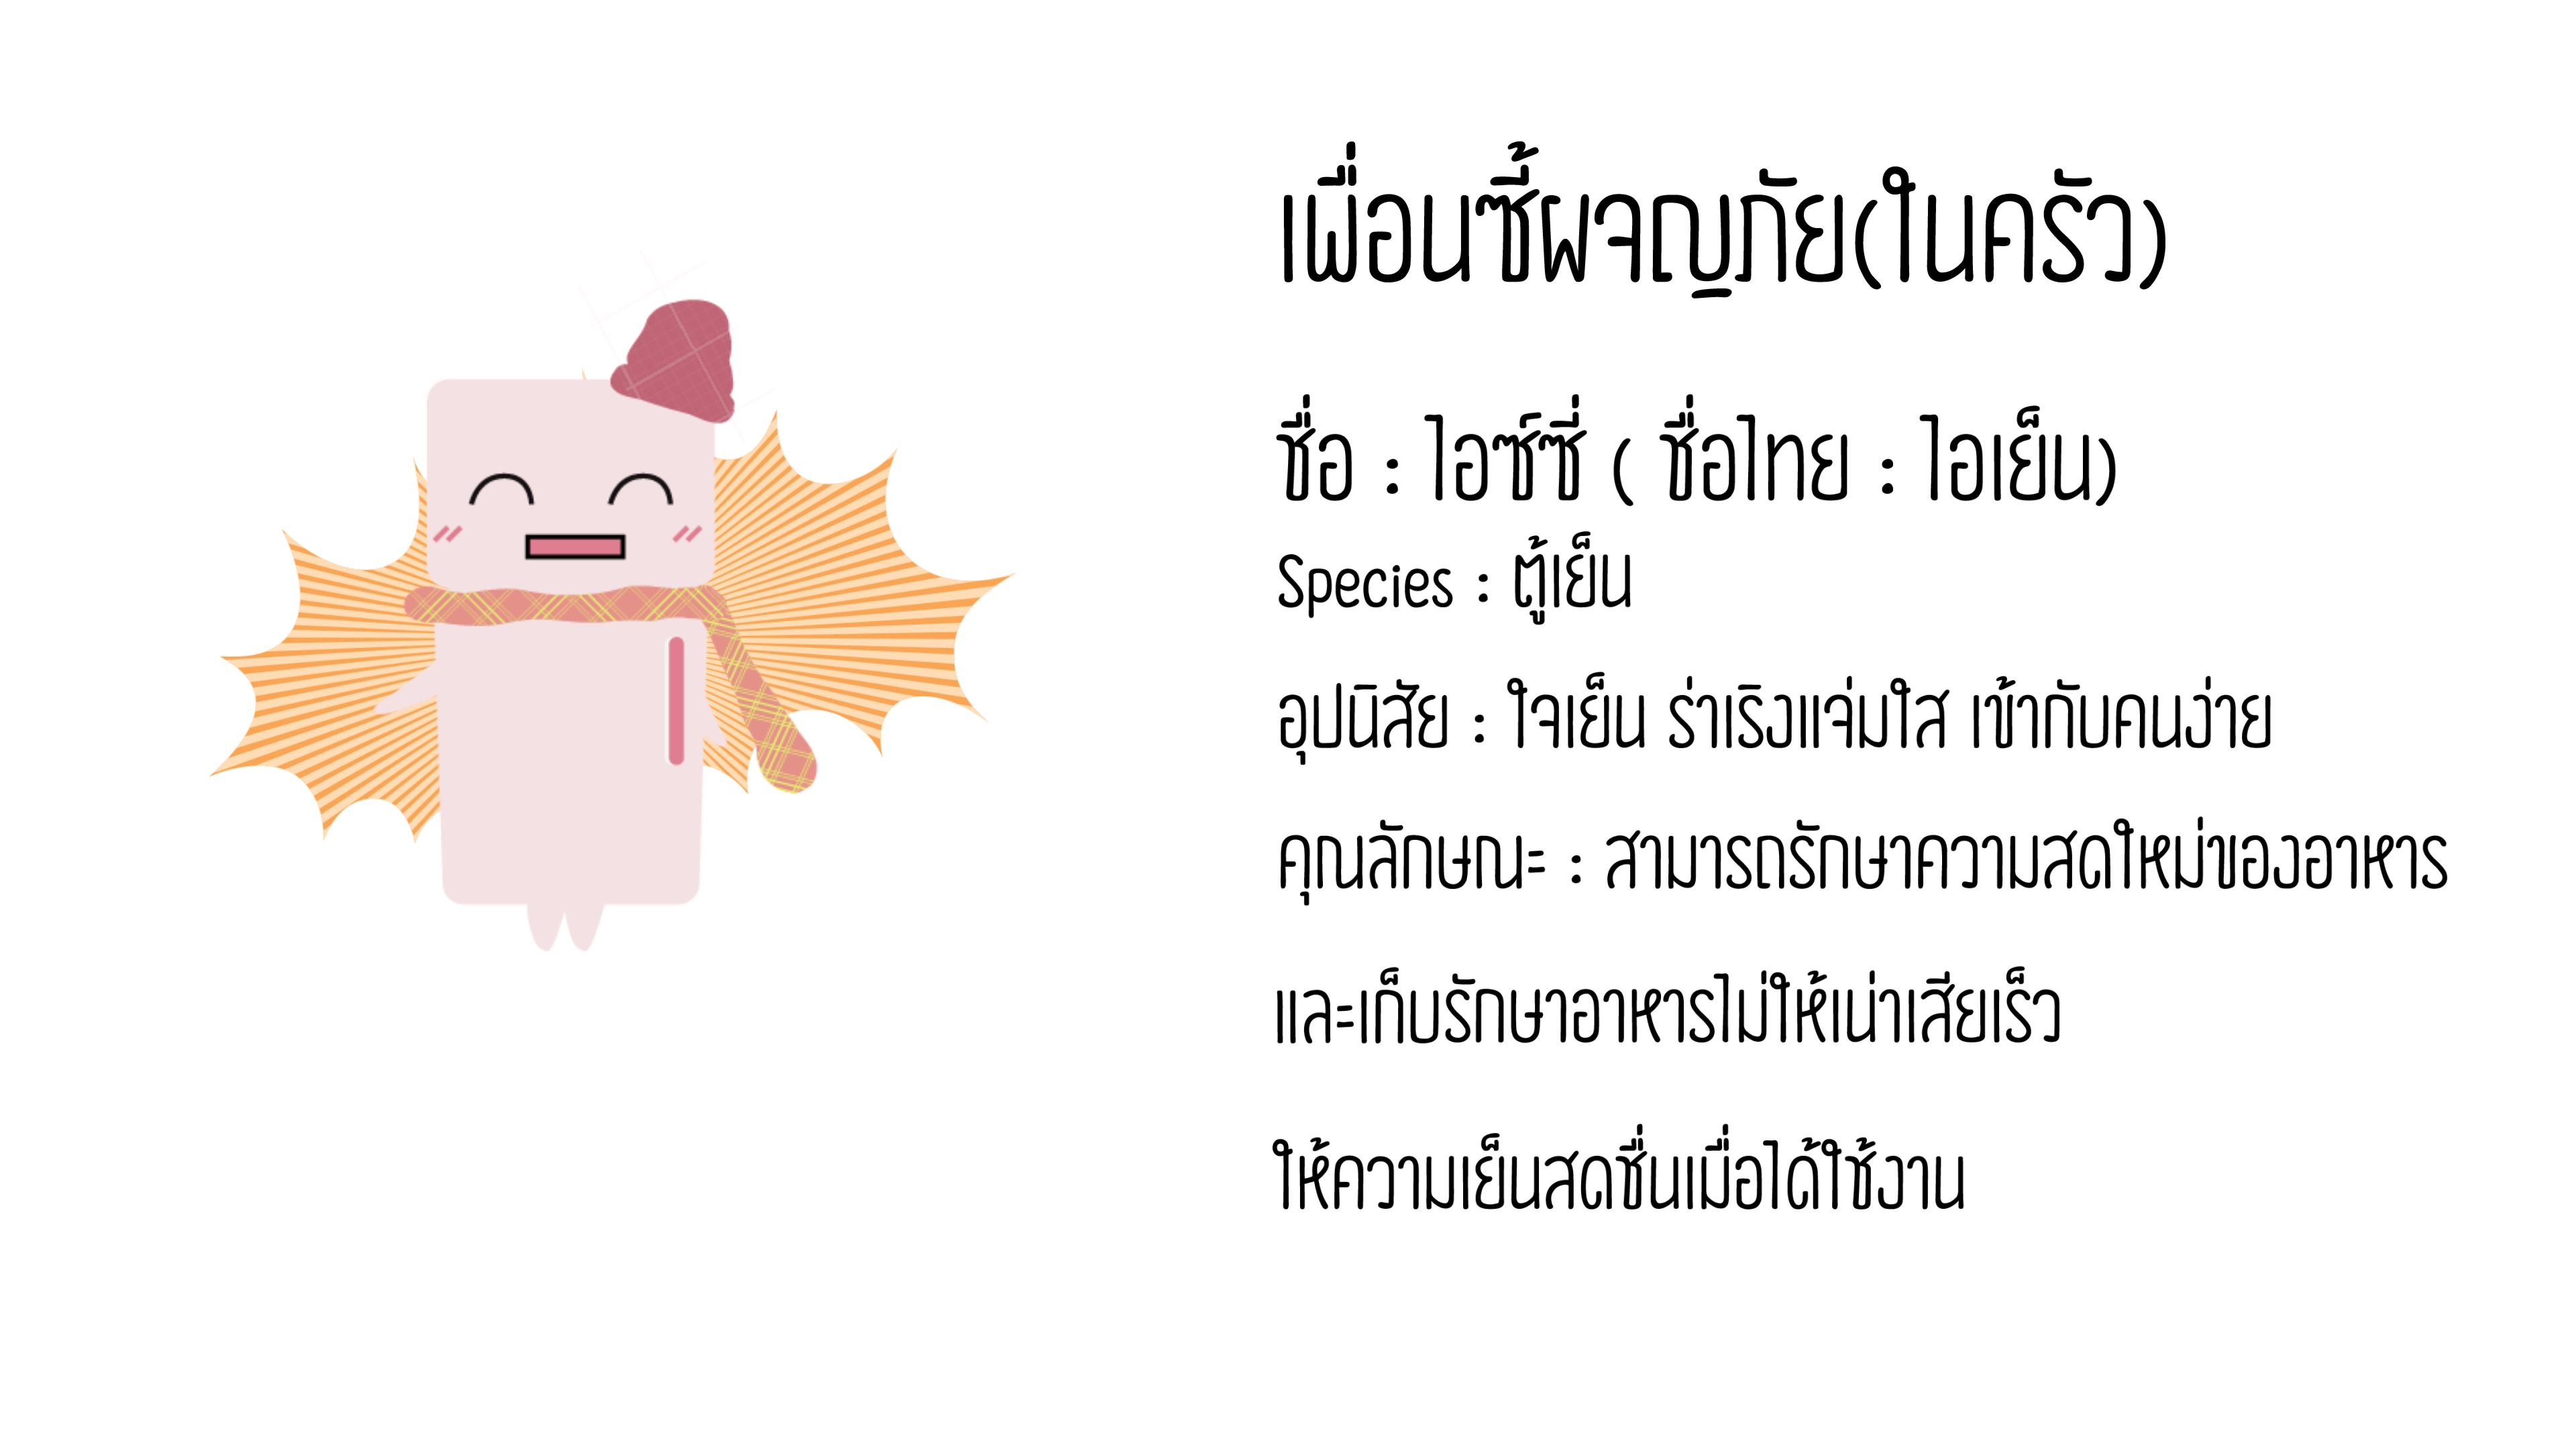 เพื่อนซี้ผจญภัย(ในครัว)
ชื่อ : ไอซ์ซี่ ( ชื่อไทย : ไอเย็น)
Species : ตู้เย็น
อุปนิสัย : ใจเย็น ร่าเริงแจ่มใส เข้ากับคนง่าย
คุณลักษณะ : สามารถรักษาความสดใหม่ของอาหาร
และเก็บรักษาอาหารไม่ให้เน่าเสียเร็ว
ให้ความเย็นสดชื่นเมื่อได้ใช้งาน